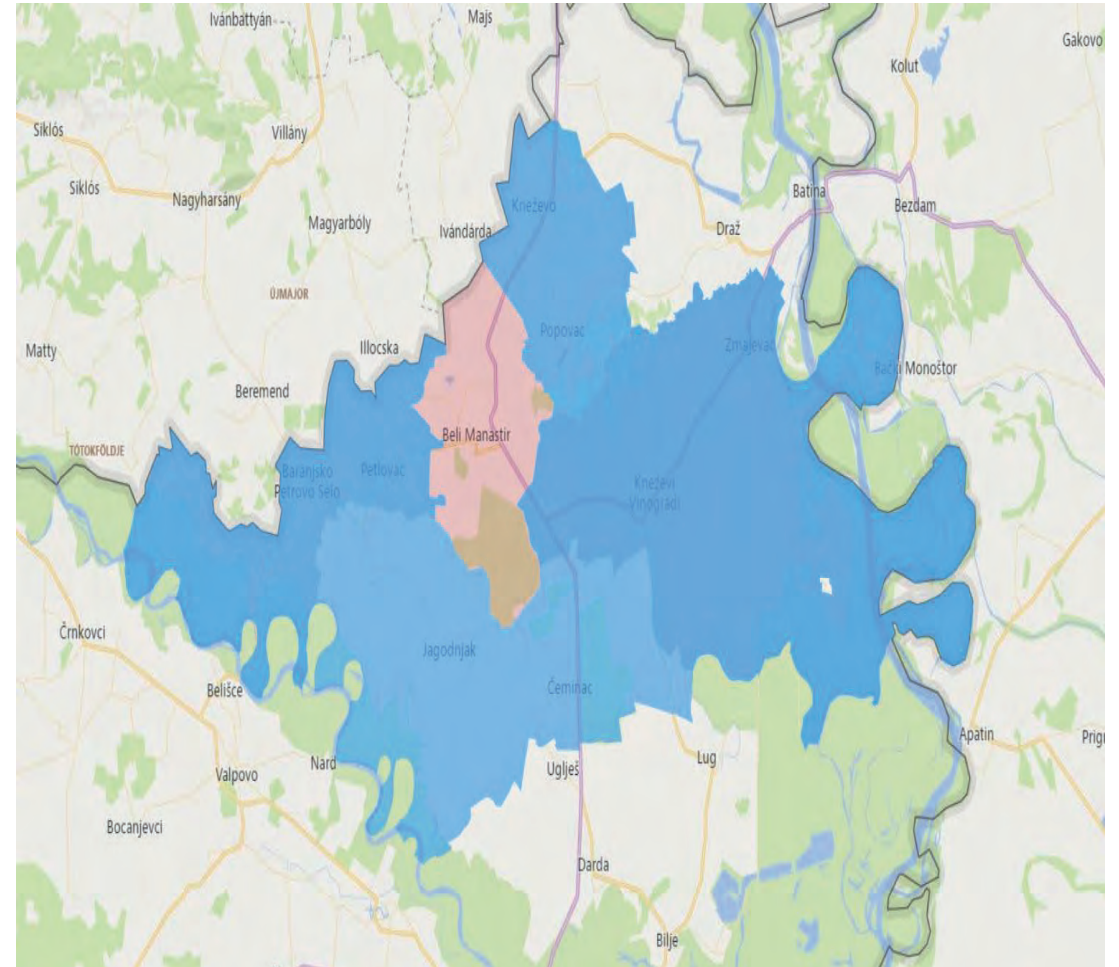 Ivánbattyán
Majs
Gakovo
Kolut
Siklós
Villány
Siklós
Nagyharsány
Batina
Bezdam
Kneževo
Magyarbóly
Ivándárda
Draž
ÚJMAJOR
Popovac
Zmajevac
Matty
Illocska
Bački Monoštor
Beremend
Beli Manastir
TÓTOKFÖLDJE
Baranjsko
Petrovo Selo
Petlovac
Kneževi
Vinogradi
Črnkovci
Jagodnjak
Belišce
Čeminac
Apatin
Prigr
Nard
Uglješ
Lug
Valpovo
Bocanjevci
Darda
Bilje